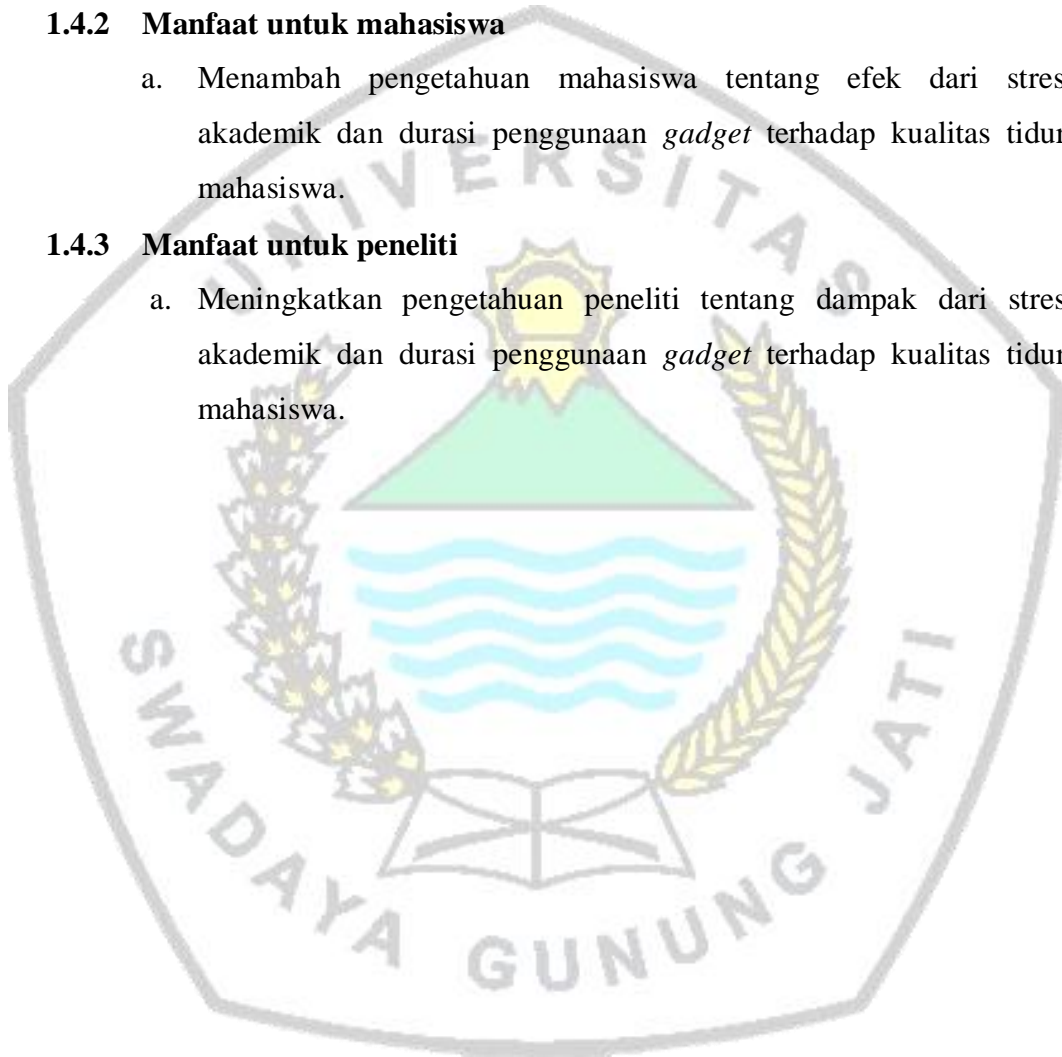 1.4.2 Manfaat untuk mahasiswa
a. Menambah pengetahuan mahasiswa tentang efek dari stres
akademik dan durasi penggunaan gadget terhadap kualitas tidur
mahasiswa.
1.4.3 Manfaat untuk peneliti
a. Meningkatkan pengetahuan peneliti tentang dampak dari stres
akademik dan durasi penggunaan gadget terhadap kualitas tidur
mahasiswa.
UNIVERSITAS
SWADAYA GUNUNG JATI